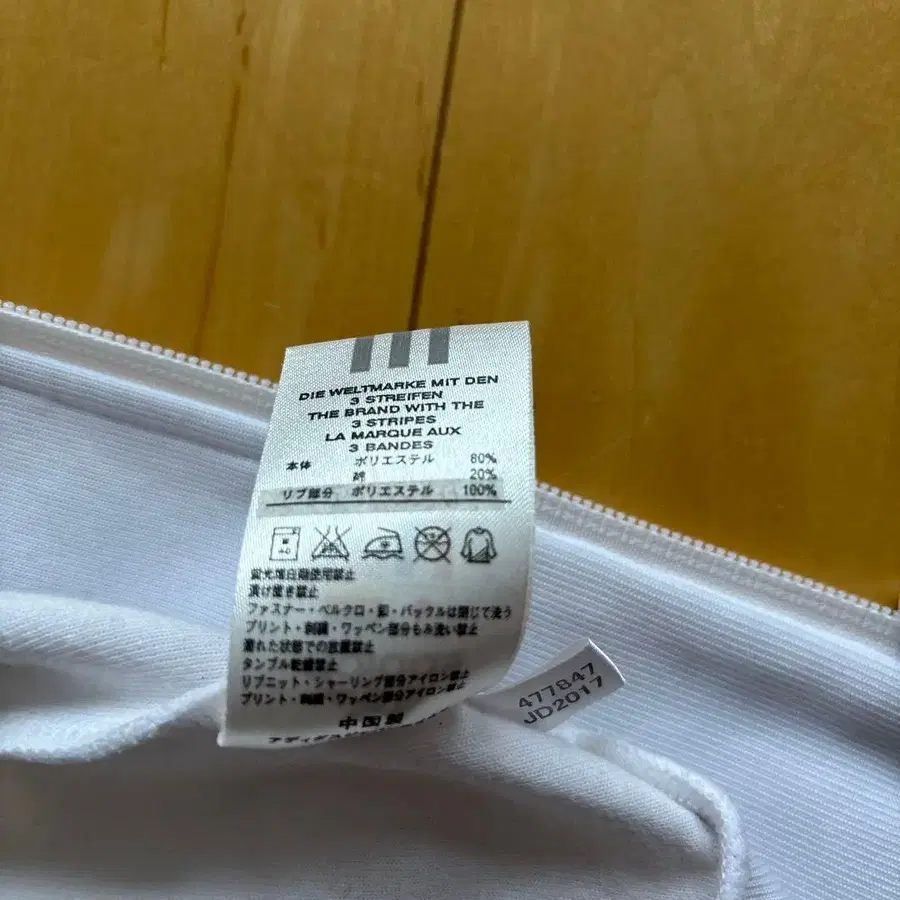 DIE WELTMARKE MIT DEN
3 STREIFEN
THE BRAND WITH THE
3 STRIPES
LA MARQUE AUX
3 BANDES
本体 ポリエステル 80%
綿 20%
リブ部分 ポリエステル 100%
蛍光増白剤使用禁止
漬け置き禁止
ファスナー・ベルクロ・釦・バックルは閉じて洗う
プリント・刺繍・ワッペン部分もみ洗い禁止
濡れた状態での放置禁止
タンブル乾燥禁止
リブニット・シャーリング部分アイロン禁止
プリント・刺繍・ワッペン部分アイロン禁止
中国製
477847
JD2017